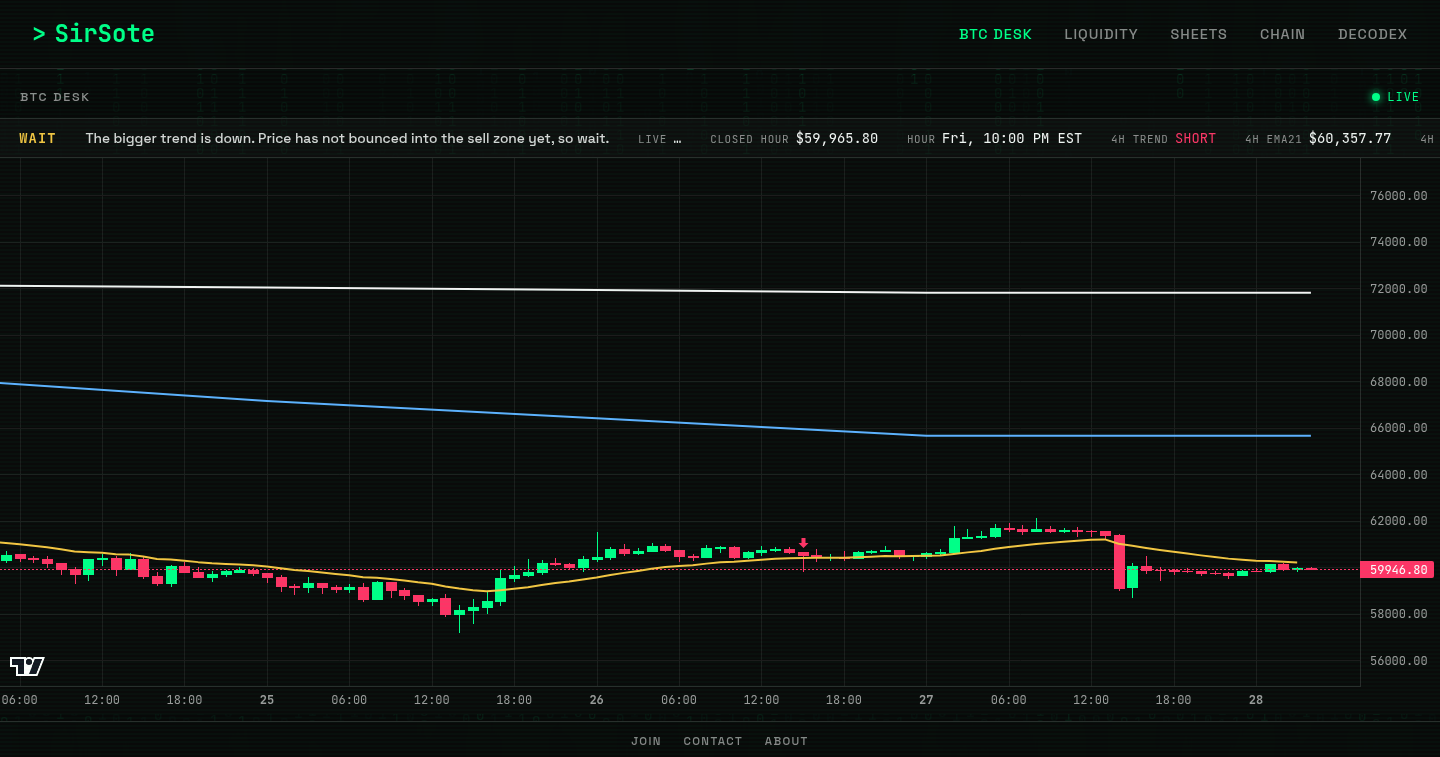 > SirSote
BTC DESK LIQUIDITY SHEETS CHAIN DECODEX
BTC DESK
LIVE
WAIT The bigger trend is down. Price has not bounced into the sell zone yet, so wait. LIVE … CLOSED HOUR $59,965.80 HOUR Fri, 10:00 PM EST 4H TREND SHORT 4H EMA21 $60,357.77 4H
76000.00
74000.00
72000.00
70000.00
68000.00
66000.00
64000.00
62000.00
59946.80
58000.00
56000.00
06:00 12:00 18:00 25 06:00 12:00 18:00 26 06:00 12:00 18:00 27 06:00 12:00 18:00 28
JOIN CONTACT ABOUT